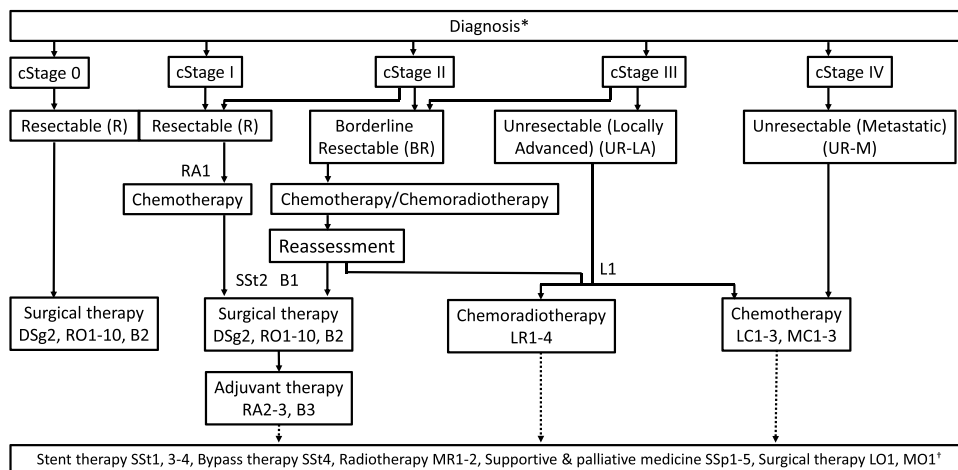 Diagnosis*
cStage 0
cStage I
cStage II
cStage III
cStage IV
Resectable (R)
Resectable (R)
Borderline
Resectable (BR)
Unresectable (Locally
Advanced) (UR-LA)
Unresectable (Metastatic)
(UR-M)
RA1
Chemotherapy
Chemotherapy/Chemoradiotherapy
Reassessment
SSt2 B1
L1
Surgical therapy
DSg2, RO1-10, B2
Surgical therapy
DSg2, RO1-10, B2
Chemoradiotherapy
LR1-4
Chemotherapy
LC1-3, MC1-3
Adjuvant therapy
RA2-3, B3
Stent therapy SSt1, 3-4, Bypass therapy SSt4, Radiotherapy MR1-2, Supportive & palliative medicine SSp1-5, Surgical therapy LO1, MO1†